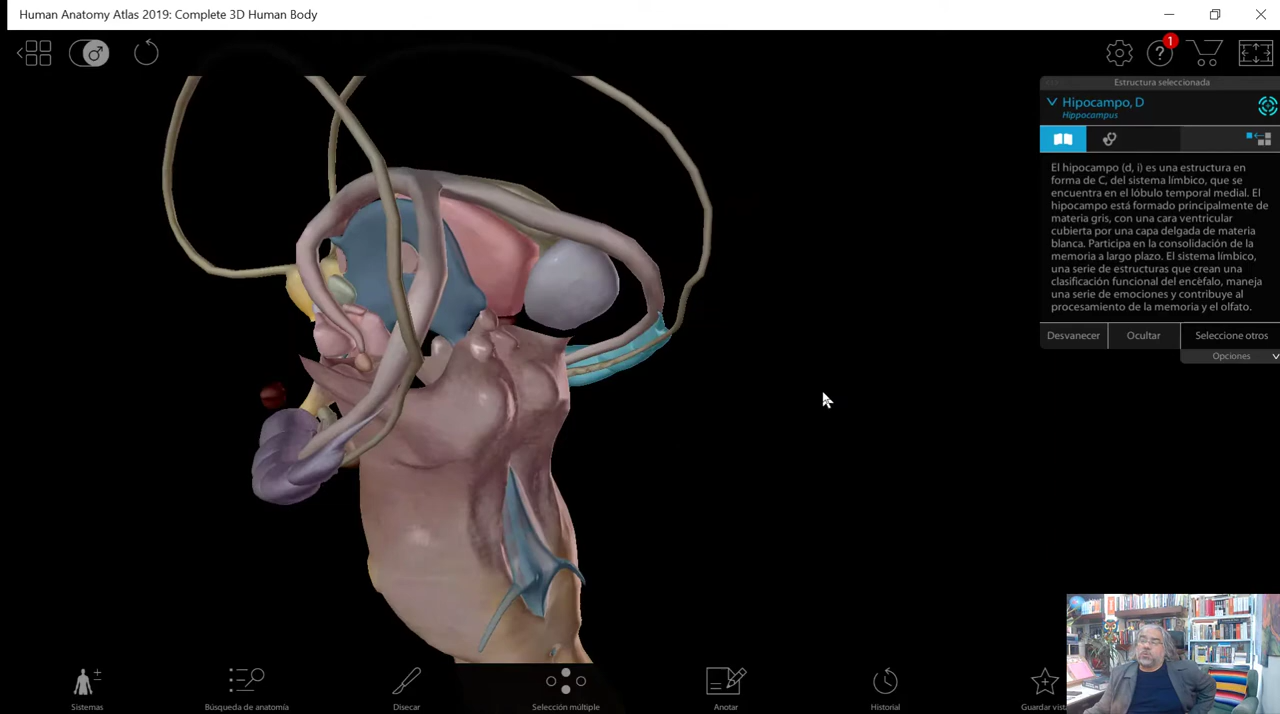 Human Anatomy Atlas 2019: Complete 3D Human Body
1
Estructura seleccionada
Hipocampo, D
Hippocampus
El hipocampo (d, i) es una estructura en
forma de C, del sistema límbico, que se
encuentra en el lóbulo temporal medial. El
hipocampo está formado principalmente de
materia gris, con una cara ventricular
cubierta por una capa delgada de materia
blanca. Participa en la consolidación de la
memoria a largo plazo. El sistema límbico,
una serie de estructuras que crean una
clasificación funcional del encéfalo, maneja
una serie de emociones y contribuye al
procesamiento de la memoria y el olfato.
Desvanecer
Ocultar
Seleccione otros
Opciones
Sistemas
Búsqueda de anatomía
Disecar
Selección múltiple
Anotar
Historial
Guardar vist